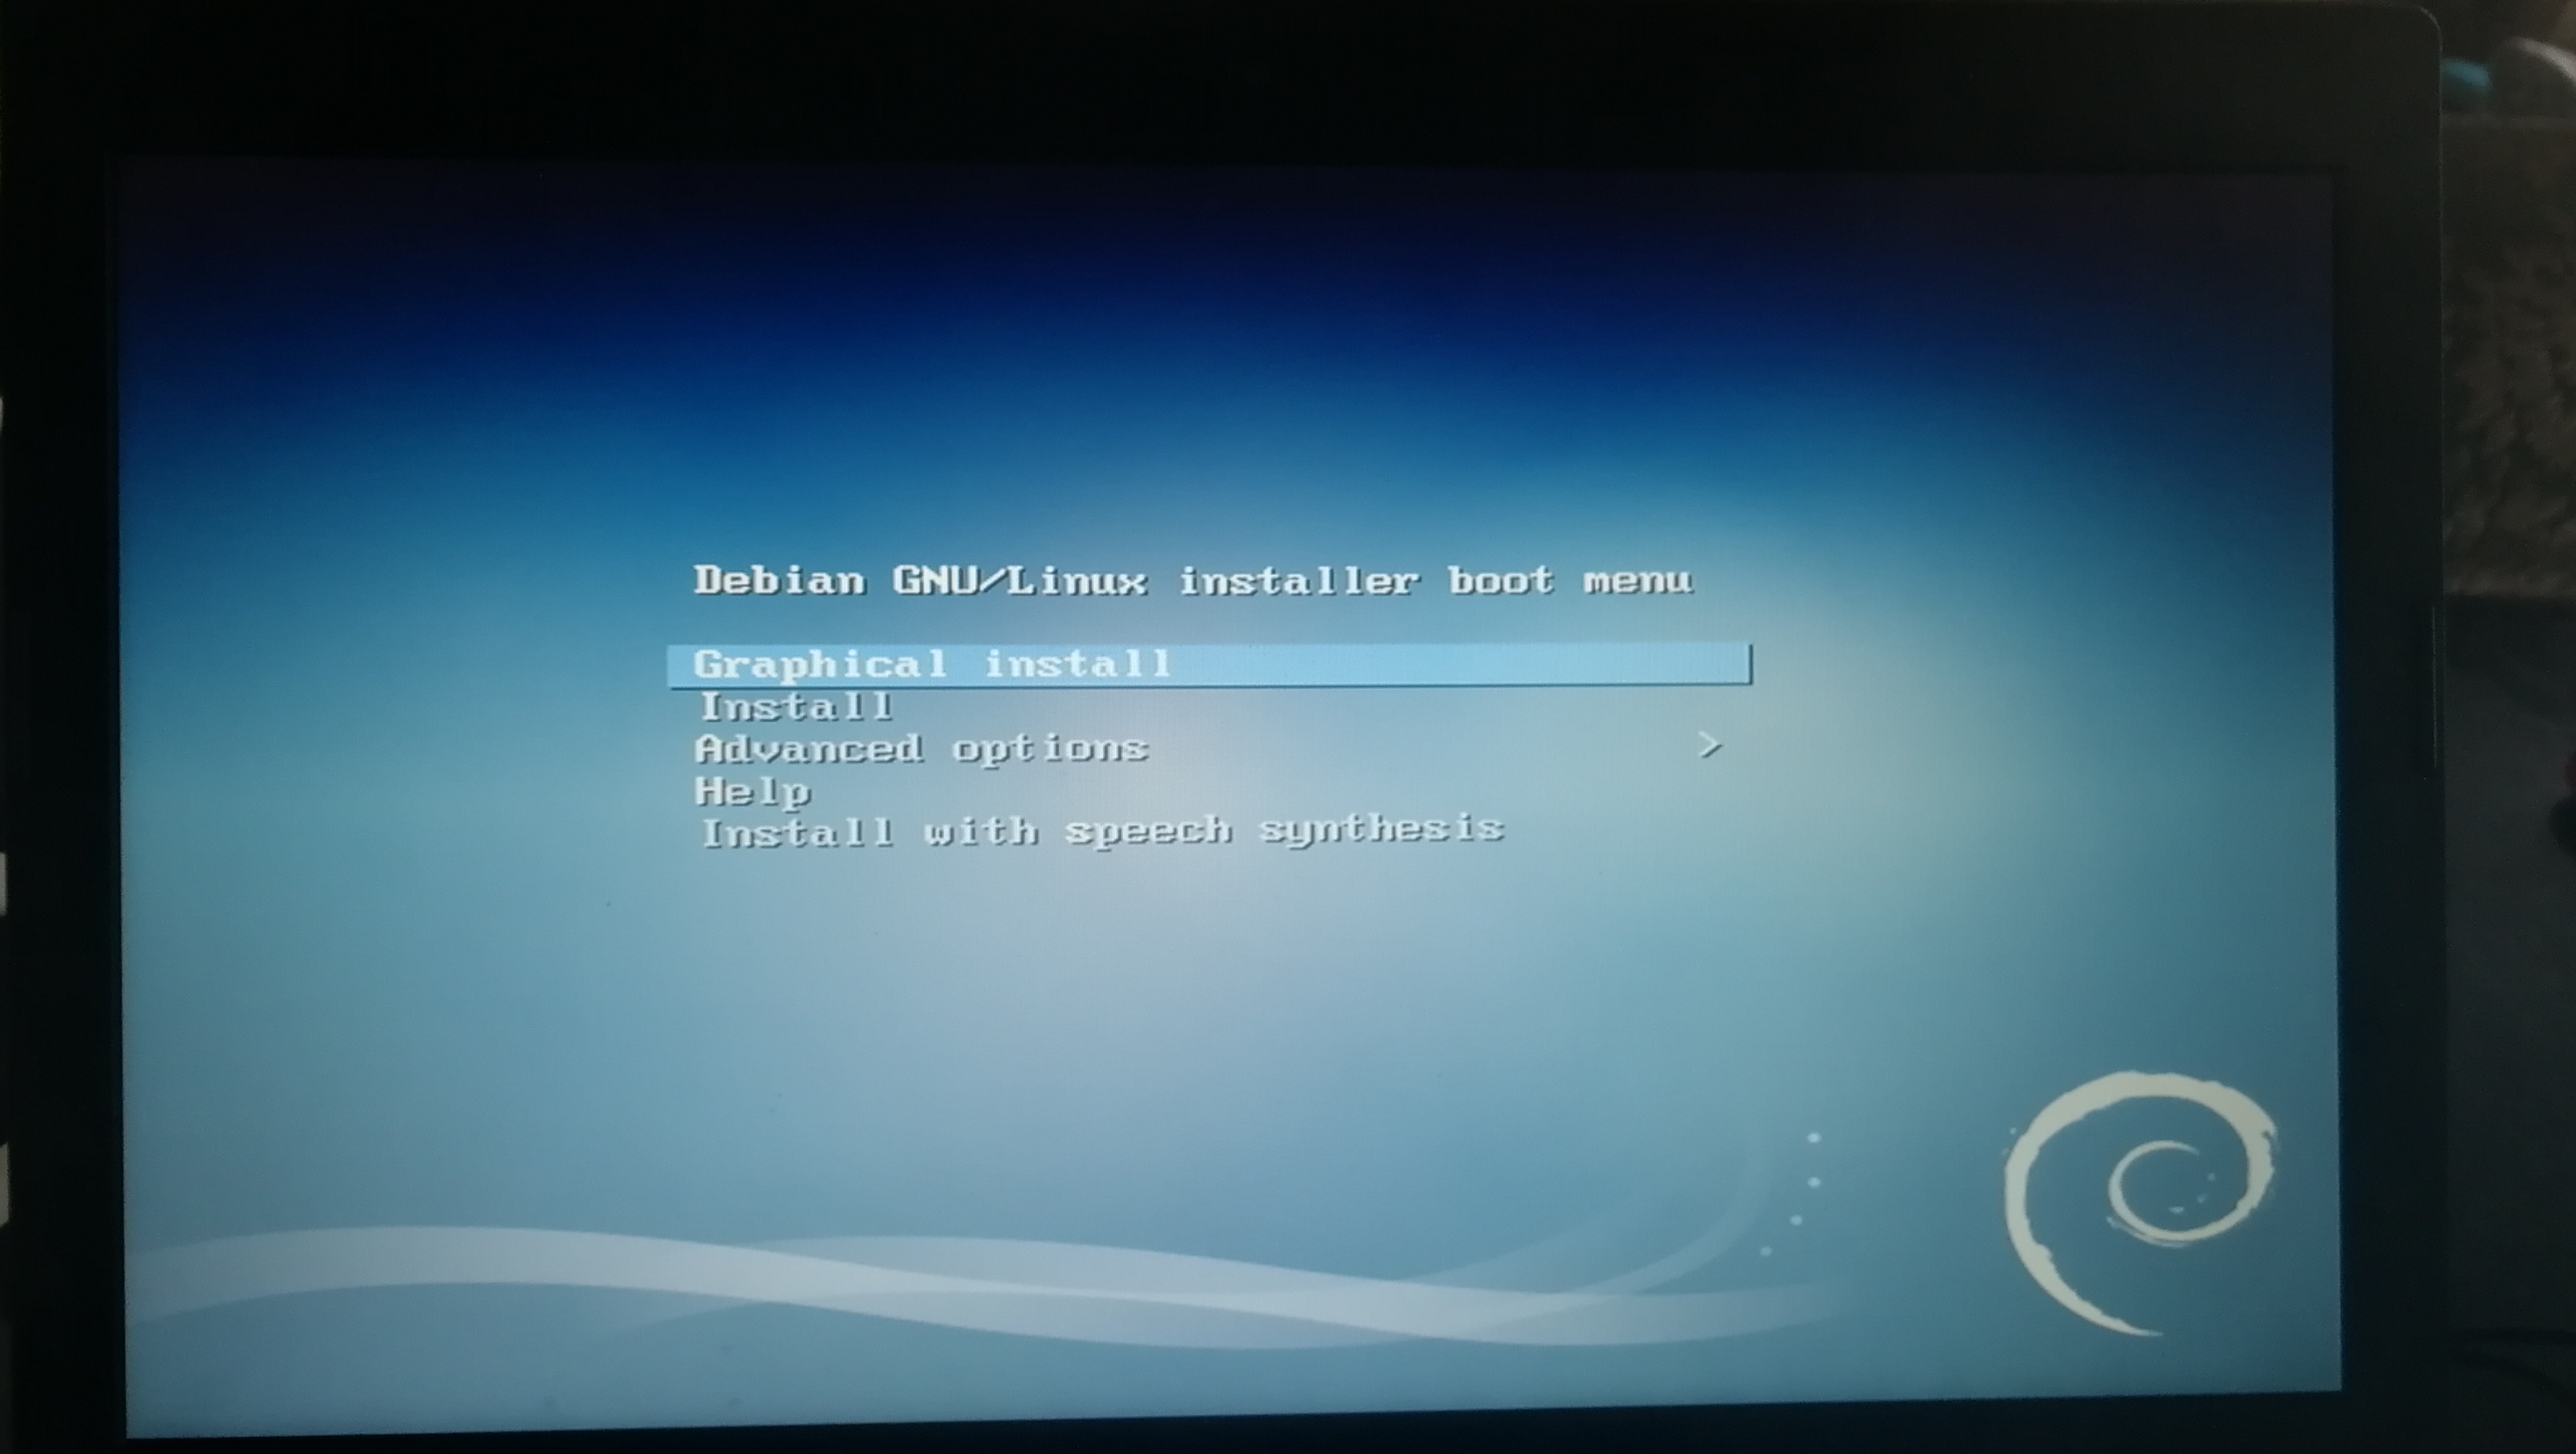 Debian GNU/Linux installer boot menu
Graphical install
Install
Advanced options >
Help
Install with speech synthesis